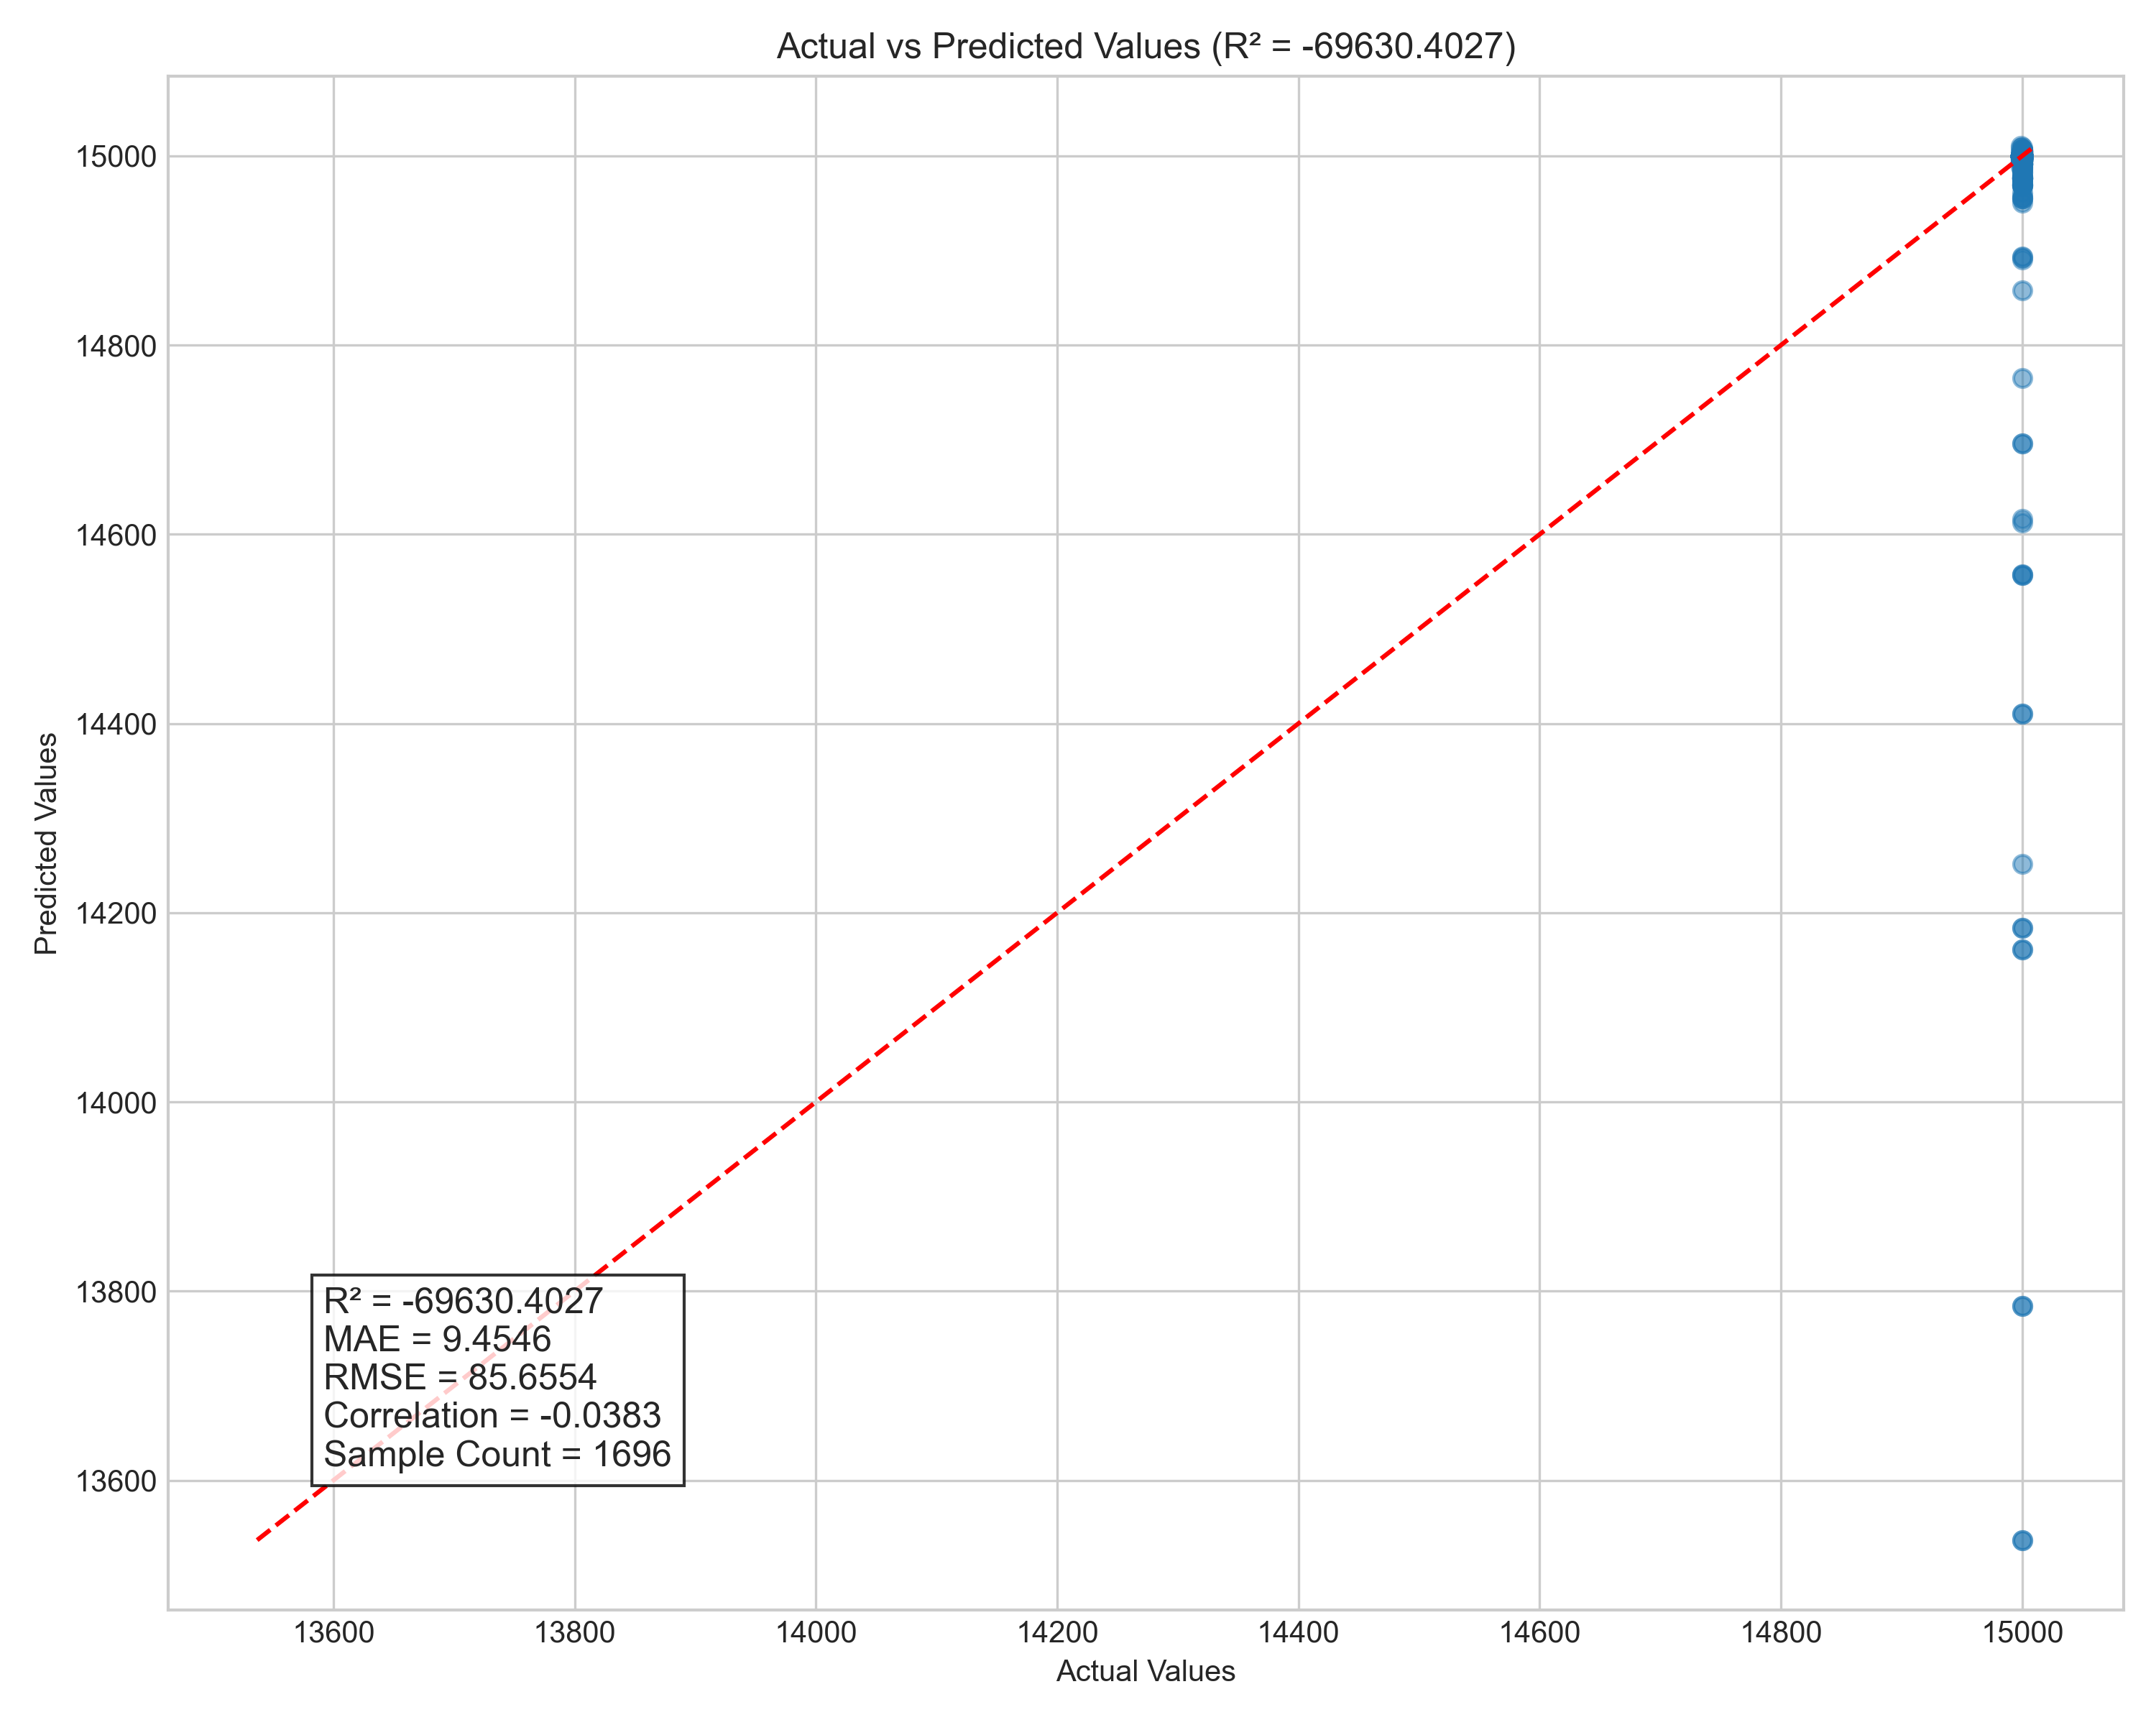 Actual vs Predicted Values (R² = -69630.4027)
15000
14800
14600
14400
14200
14000
13800
13600
Predicted Values
R² = -69630.4027
MAE = 9.4546
RMSE = 85.6554
Correlation = -0.0383
Sample Count = 1696
13600 13800 14000 14200 14400 14600 14800 15000
Actual Values